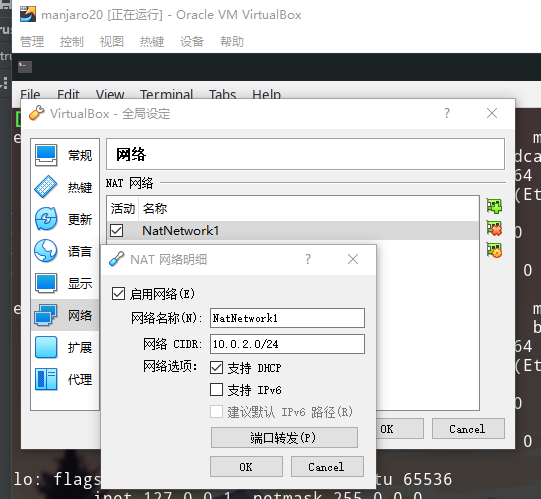 manjaro20 [正在运行] - Oracle VM VirtualBox
管理 控制 视图 热键 设备 帮助
File Edit View Terminal Tabs Help
VirtualBox - 全局设定
常规
热键
更新
语言
显示
网络
扩展
代理
网络
NAT 网络
活动 名称
NatNetwork1
NAT 网络明细
启用网络(E)
网络名称(N): NatNetwork1
网络 CIDR: 10.0.2.0/24
网络选项: 支持 DHCP
支持 IPv6
建议默认 IPv6 路径(R)
端口转发(P)
OK Cancel
OK Cancel
lo: flags tu 65536
inet 127.0.0.1 netmask 255.0.0.0